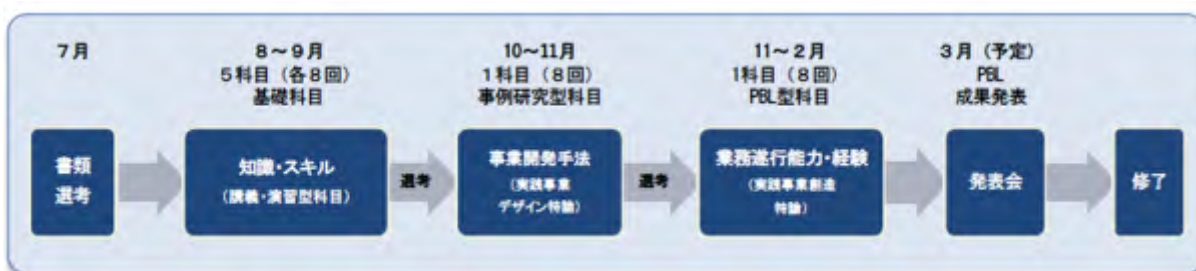 7月
8～9月
5科目（各8回）
基礎科目
10～11月
1科目（8回）
事例研究型科目
11～2月
1科目（8回）
PBL型科目
3月（予定）
PBL
成果発表
書類
選考
知識・スキル
（講義・演習型科目）
選考
事業開発手法
（実践事業
デザイン特論）
選考
業務遂行能力・経験
（実践事業創造
特論）
発表会
修了